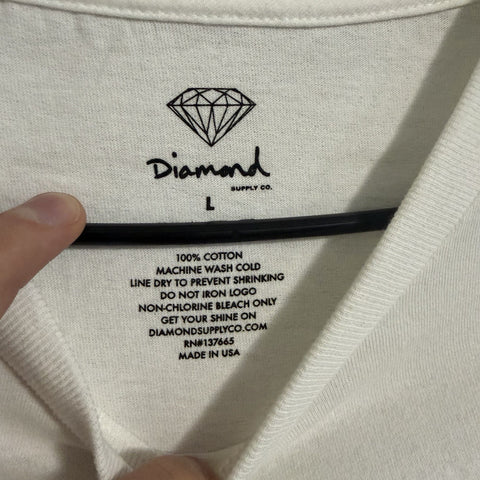 Diamond
SUPPLY CO.
L
100% COTTON
MACHINE WASH COLD
LINE DRY TO PREVENT SHRINKING
DO NOT IRON LOGO
NON-CHLORINE BLEACH ONLY
GET YOUR SHINE ON
DIAMONDSUPPLYCO.COM
RN#137665
MADE IN USA